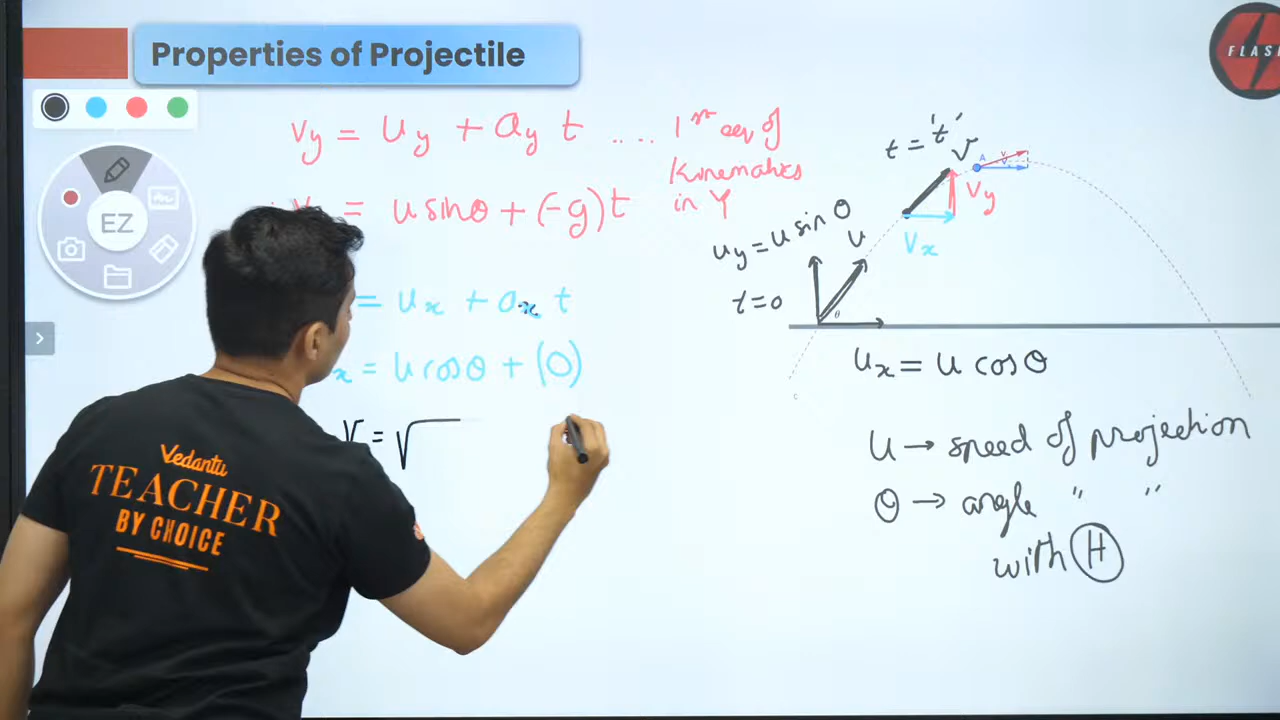 Properties of Projectile
FLASH
EZ
vy = uy + ay t .... 1st eqn of
Kinematics
in Y
= u sinθ + (-g)t
= ux + ax t
x = u cosθ + (0)
V = √
t = 't'
V
A
v
Vy
Vx
uy = u sin θ
u
t=0
θ
ux = u cosθ
u → speed of projection
θ → angle " "
with H
Vedantu
TEACHER
BY CHOICE